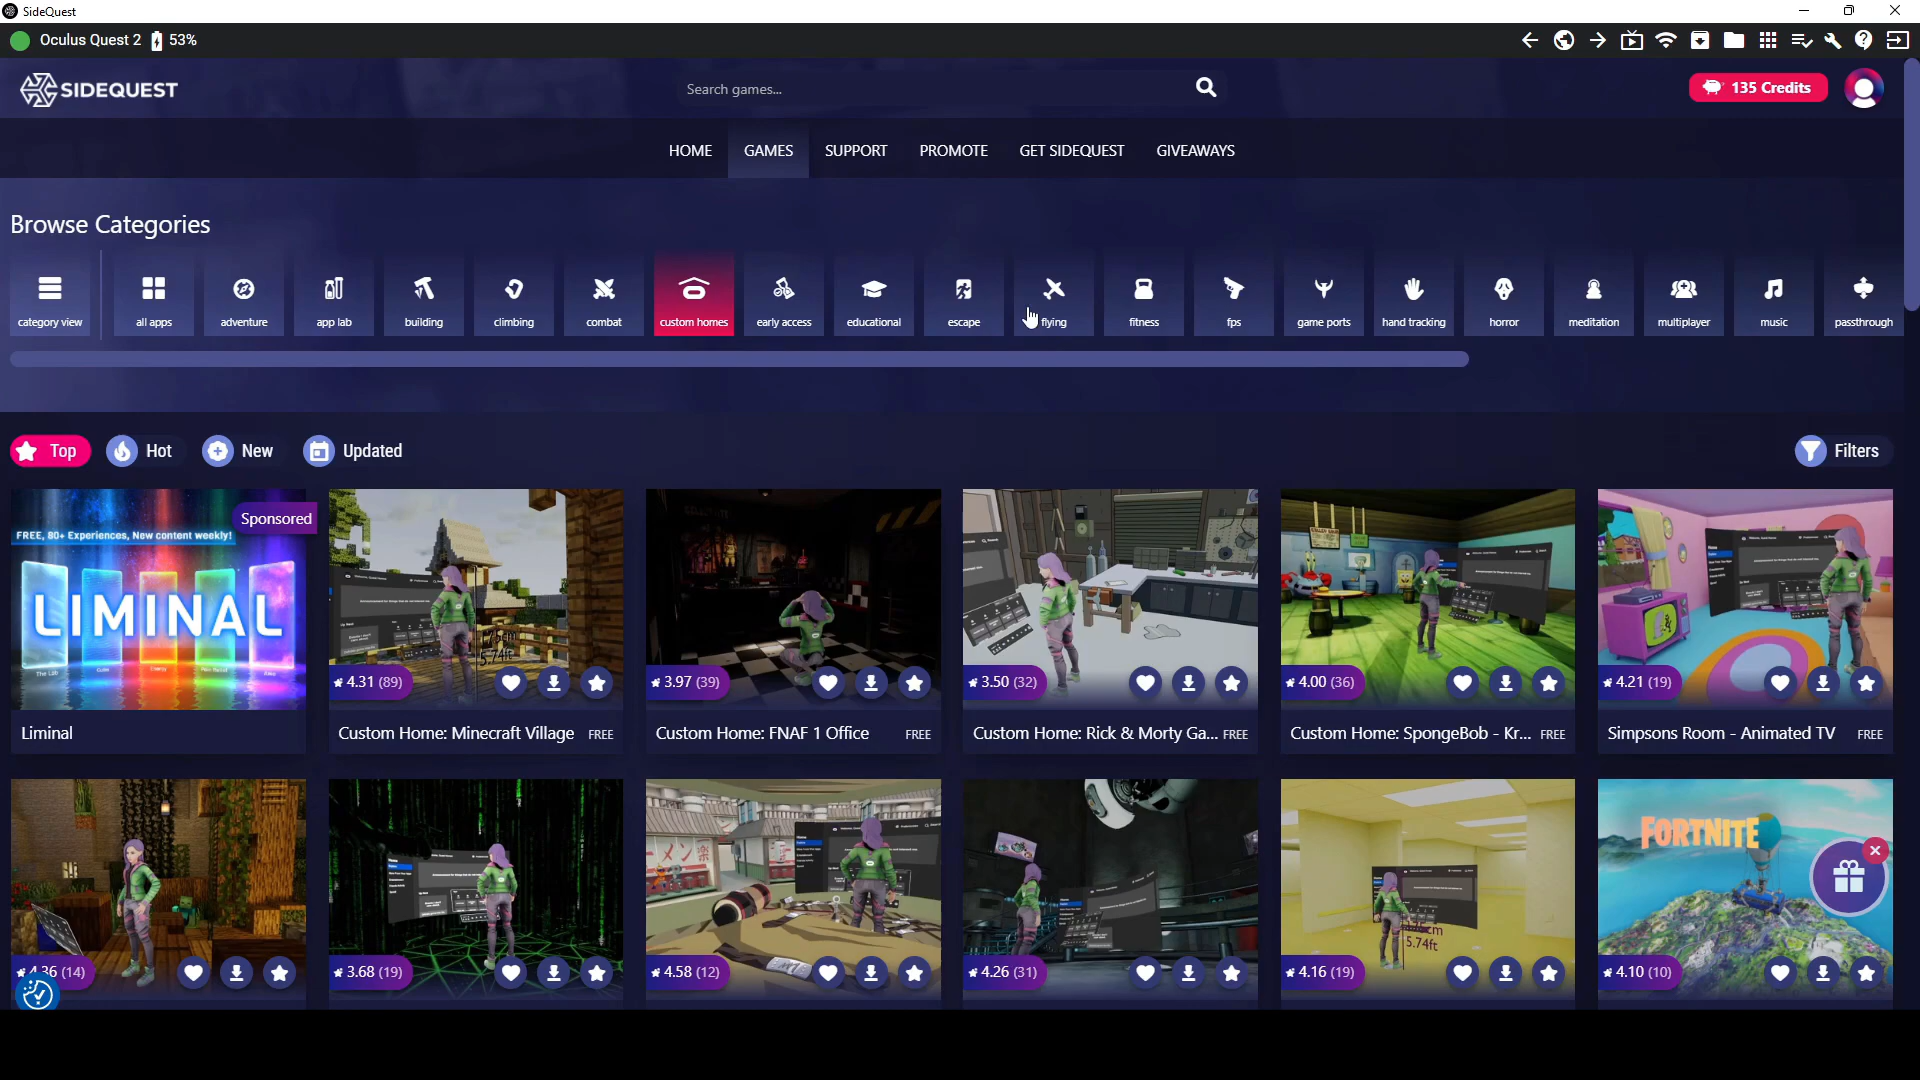 SideQuest
Oculus Quest 2 53%
SIDEQUEST
Search games...
135 Credits
HOME GAMES SUPPORT PROMOTE GET SIDEQUEST GIVEAWAYS
Browse Categories
category view all apps adventure app lab building climbing combat custom homes early access educational escape flying fitness fps game ports hand tracking horror meditation multiplayer music passthrough
Top Hot New Updated Filters
Sponsored
FREE, 80+ Experiences, New content weekly!
LIMINAL
175cm
5.74ft
4.31 (89) 3.97 (39) 3.50 (32) 4.00 (36) 4.21 (19)
Liminal Custom Home: Minecraft Village FREE Custom Home: FNAF 1 Office FREE Custom Home: Rick & Morty Ga... FREE Custom Home: SpongeBob - Kr... FREE Simpsons Room - Animated TV FREE
FORTNITE
5.74ft
4.36 (14) 3.68 (19) 4.58 (12) 4.26 (31) 4.16 (19) 4.10 (10)